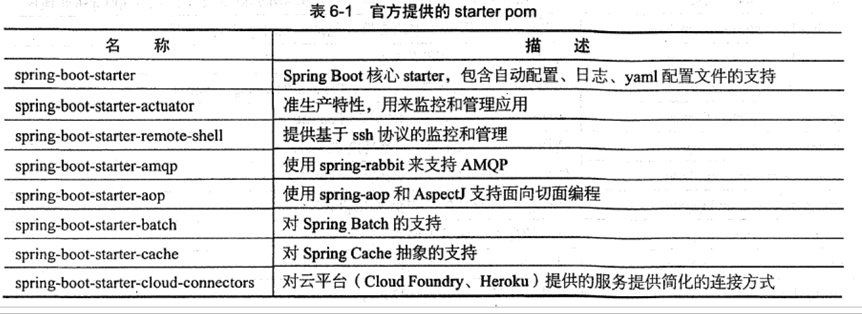 表 6-1 官方提供的 starter pom
名 称 描 述
spring-boot-starter Spring Boot 核心 starter，包含自动配置、日志、yaml 配置文件的支持
spring-boot-starter-actuator 准生产特性，用来监控和管理应用
spring-boot-starter-remote-shell 提供基于 ssh 协议的监控和管理
spring-boot-starter-amqp 使用 spring-rabbit 来支持 AMQP
spring-boot-starter-aop 使用 spring-aop 和 AspectJ 支持面向切面编程
spring-boot-starter-batch 对 Spring Batch 的支持
spring-boot-starter-cache 对 Spring Cache 抽象的支持
spring-boot-starter-cloud-connectors 对云平台（Cloud Foundry、Heroku）提供的服务提供简化的连接方式